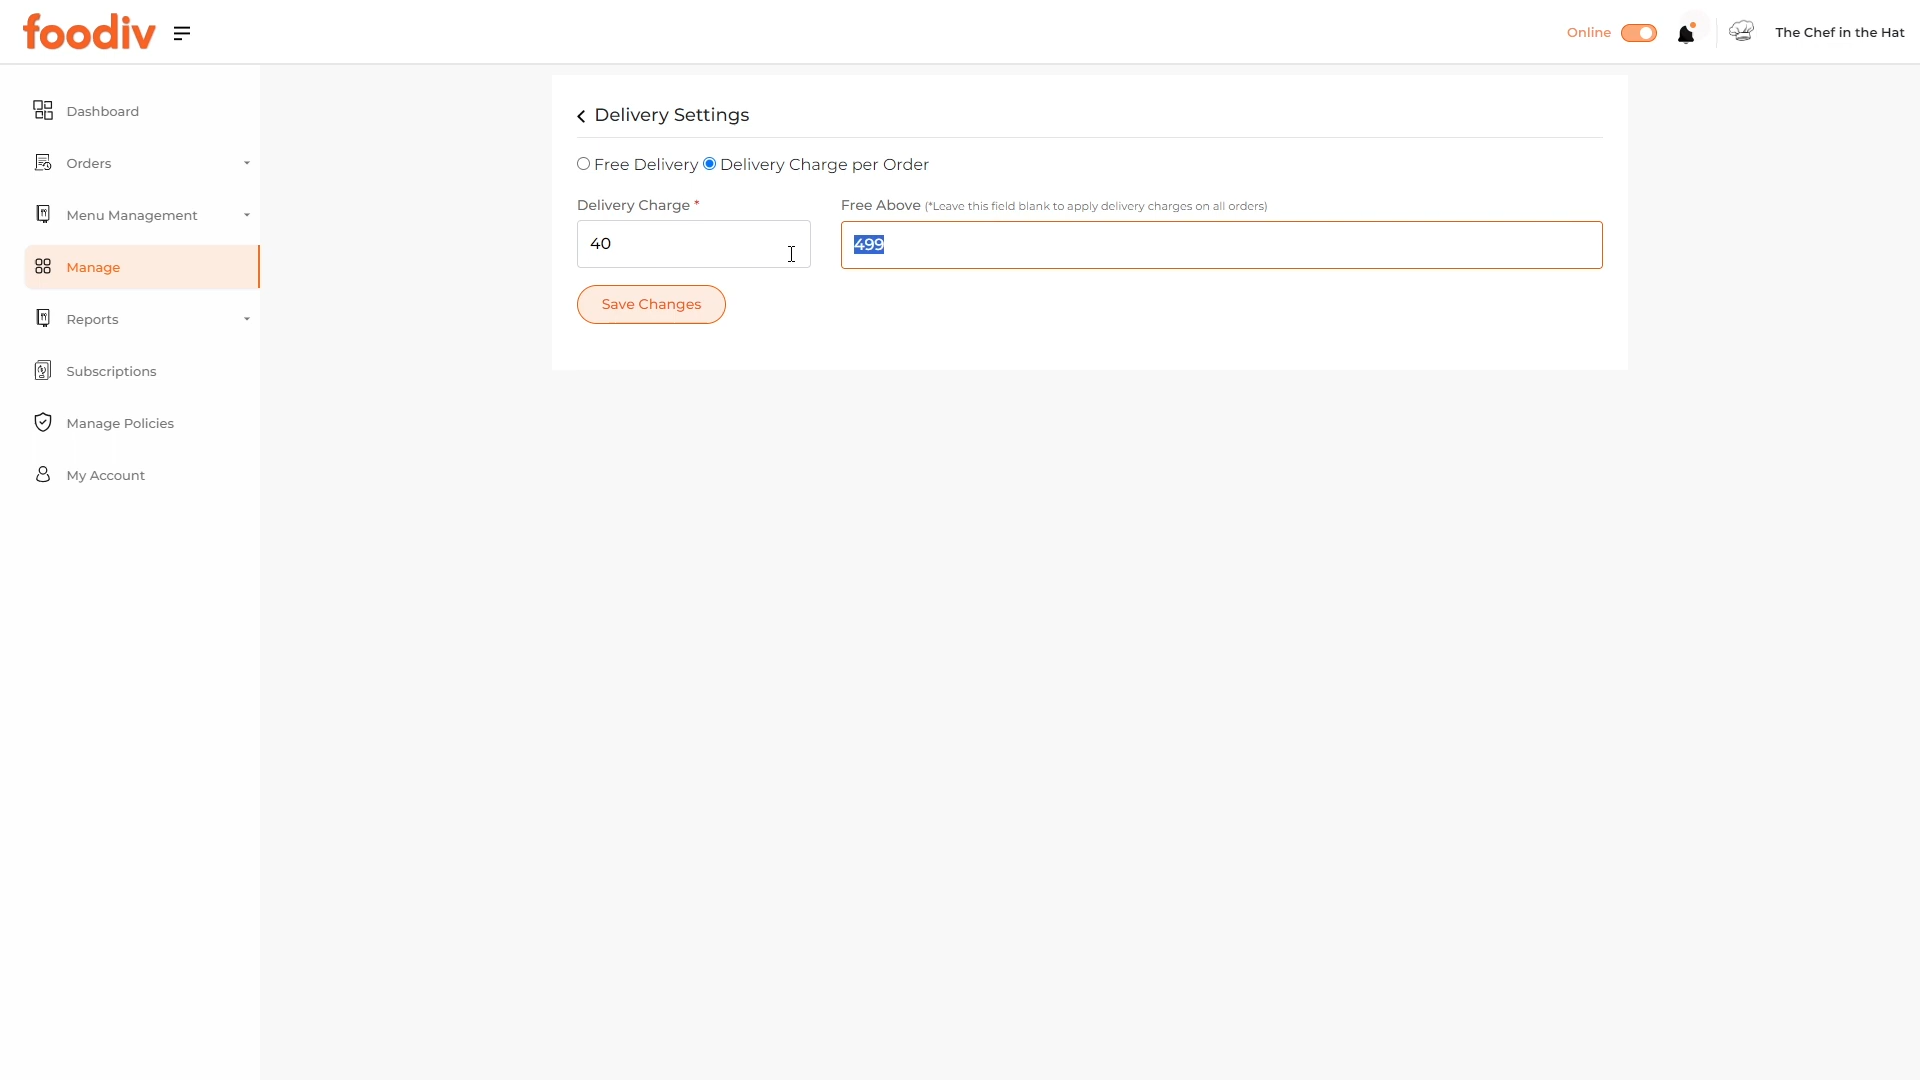 foodiv
Online
The Chef in the Hat
Dashboard
Orders
Menu Management
Manage
Reports
Subscriptions
Manage Policies
My Account
Delivery Settings
Free Delivery Delivery Charge per Order
Delivery Charge *
40
Free Above (*Leave this field blank to apply delivery charges on all orders)
499
Save Changes